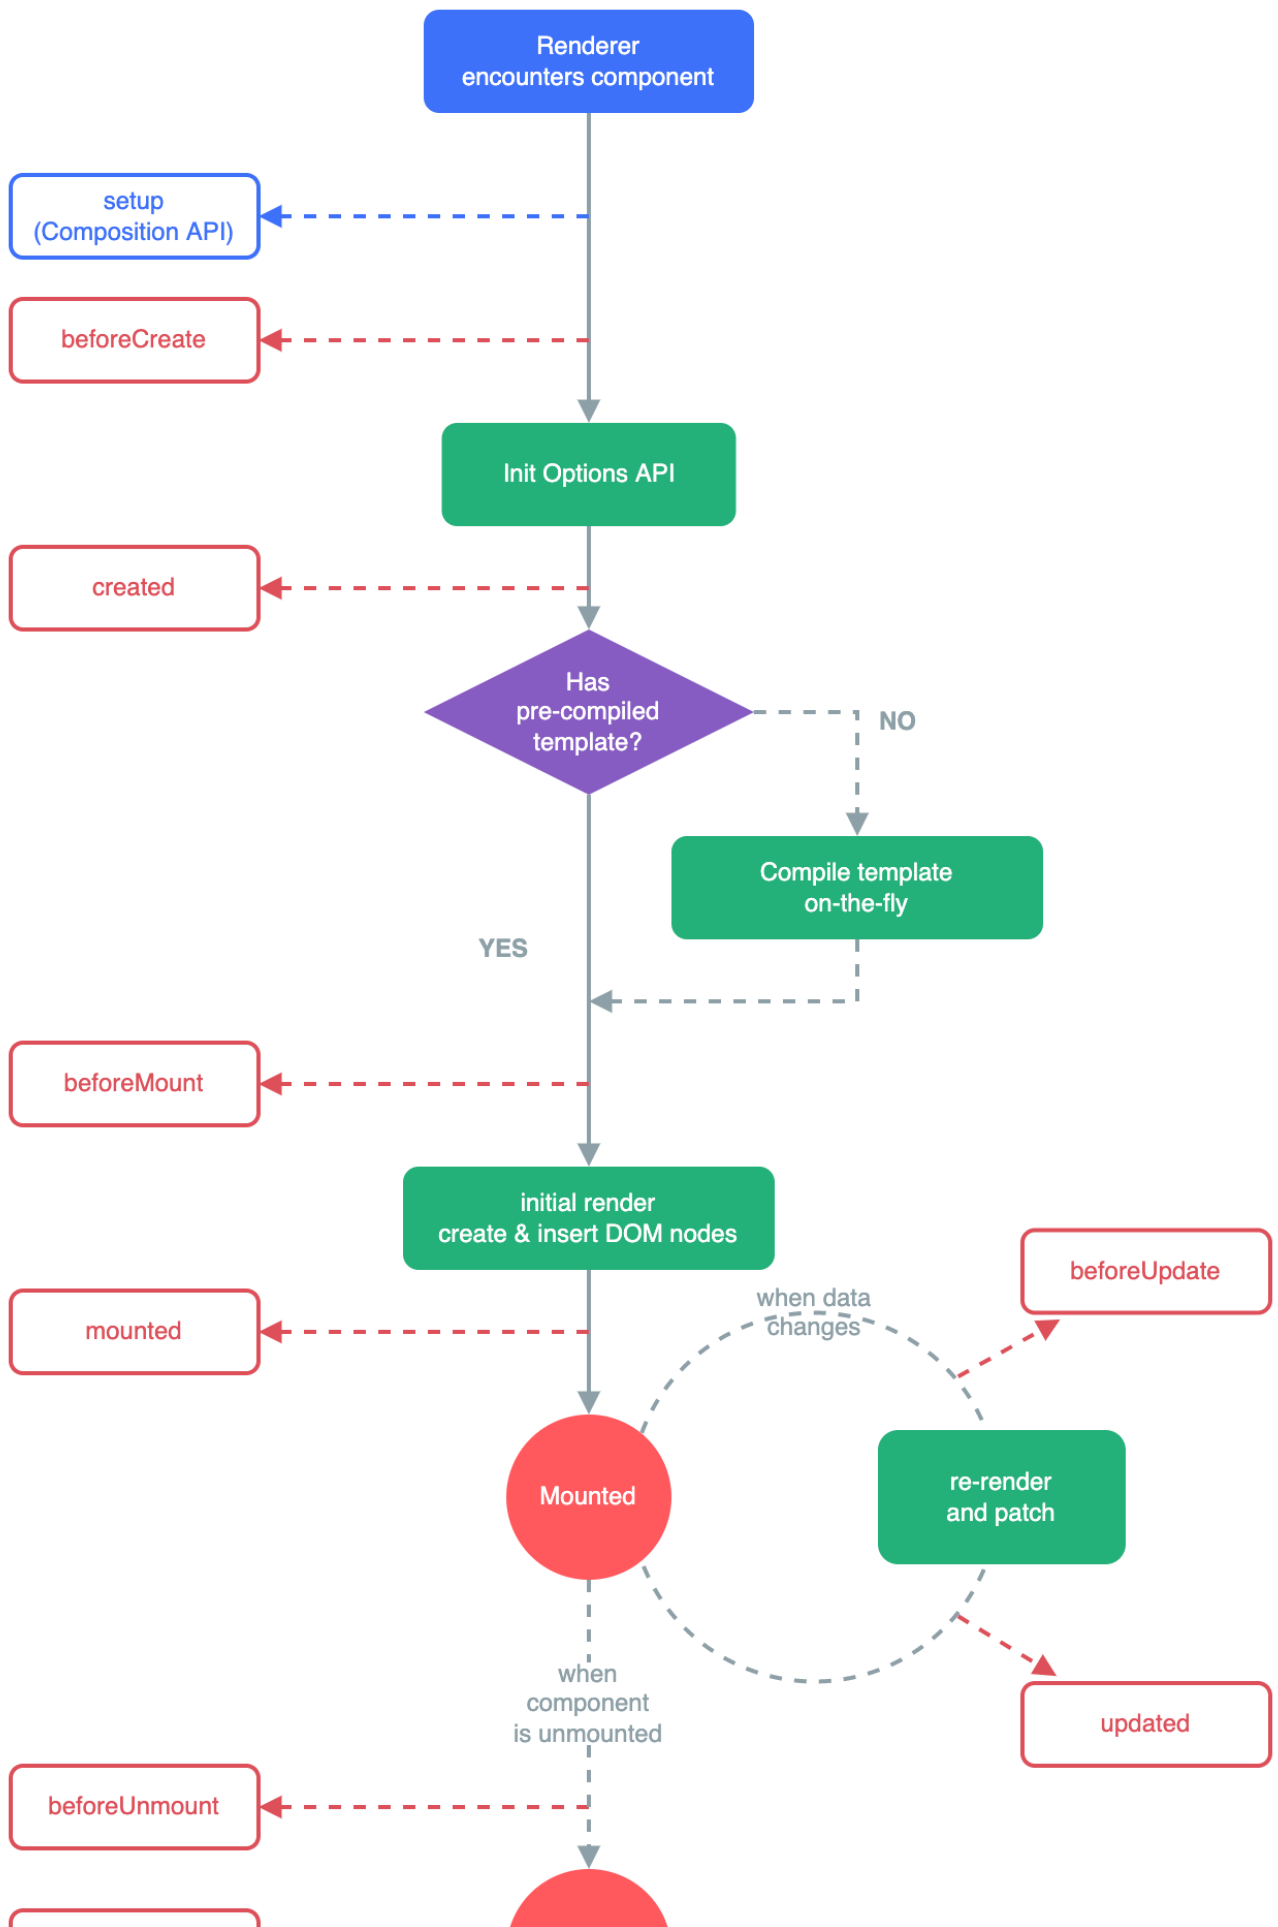 Renderer
encounters component
setup
(Composition API)
beforeCreate
Init Options API
created
Has
pre-compiled
template?
NO
Compile template
on-the-fly
YES
beforeMount
initial render
create & insert DOM nodes
beforeUpdate
when data
changes
mounted
re-render
and patch
Mounted
when
component
is unmounted
updated
beforeUnmount